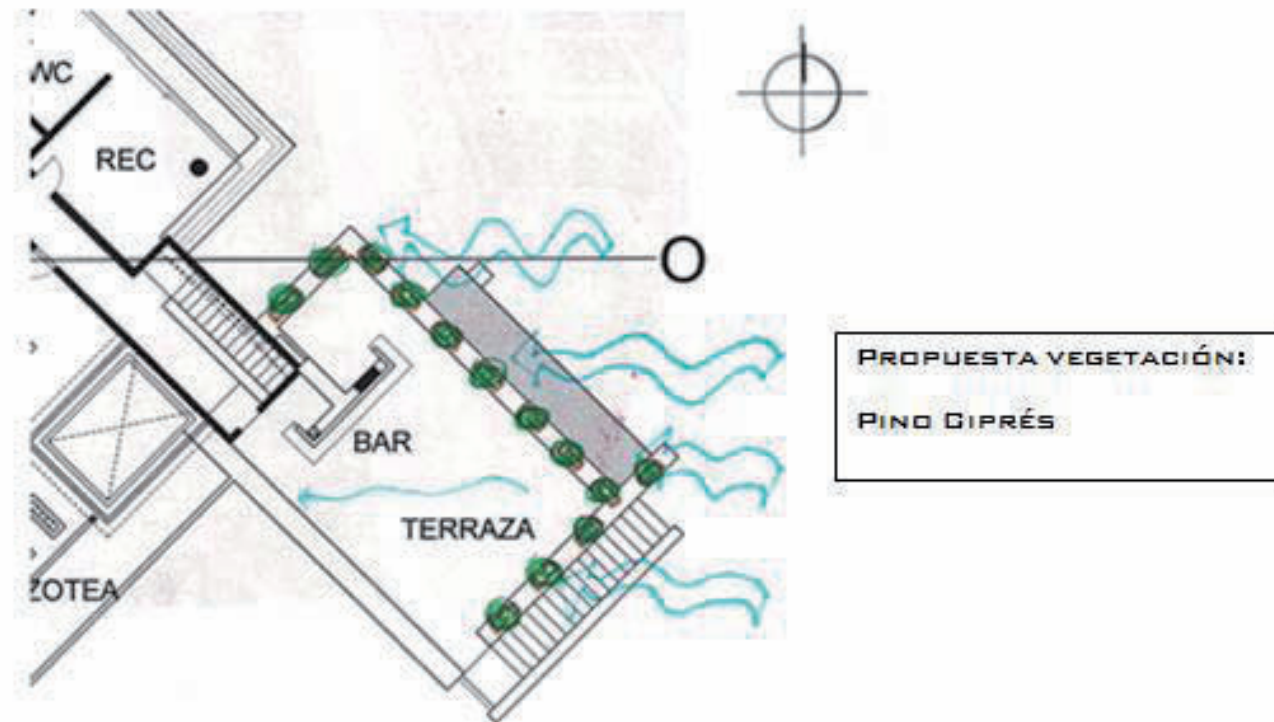 WC
REC
O
BAR
TERRAZA
ZOTEA
PROPUESTA VEGETACIÓN:
PINO CIPRÉS